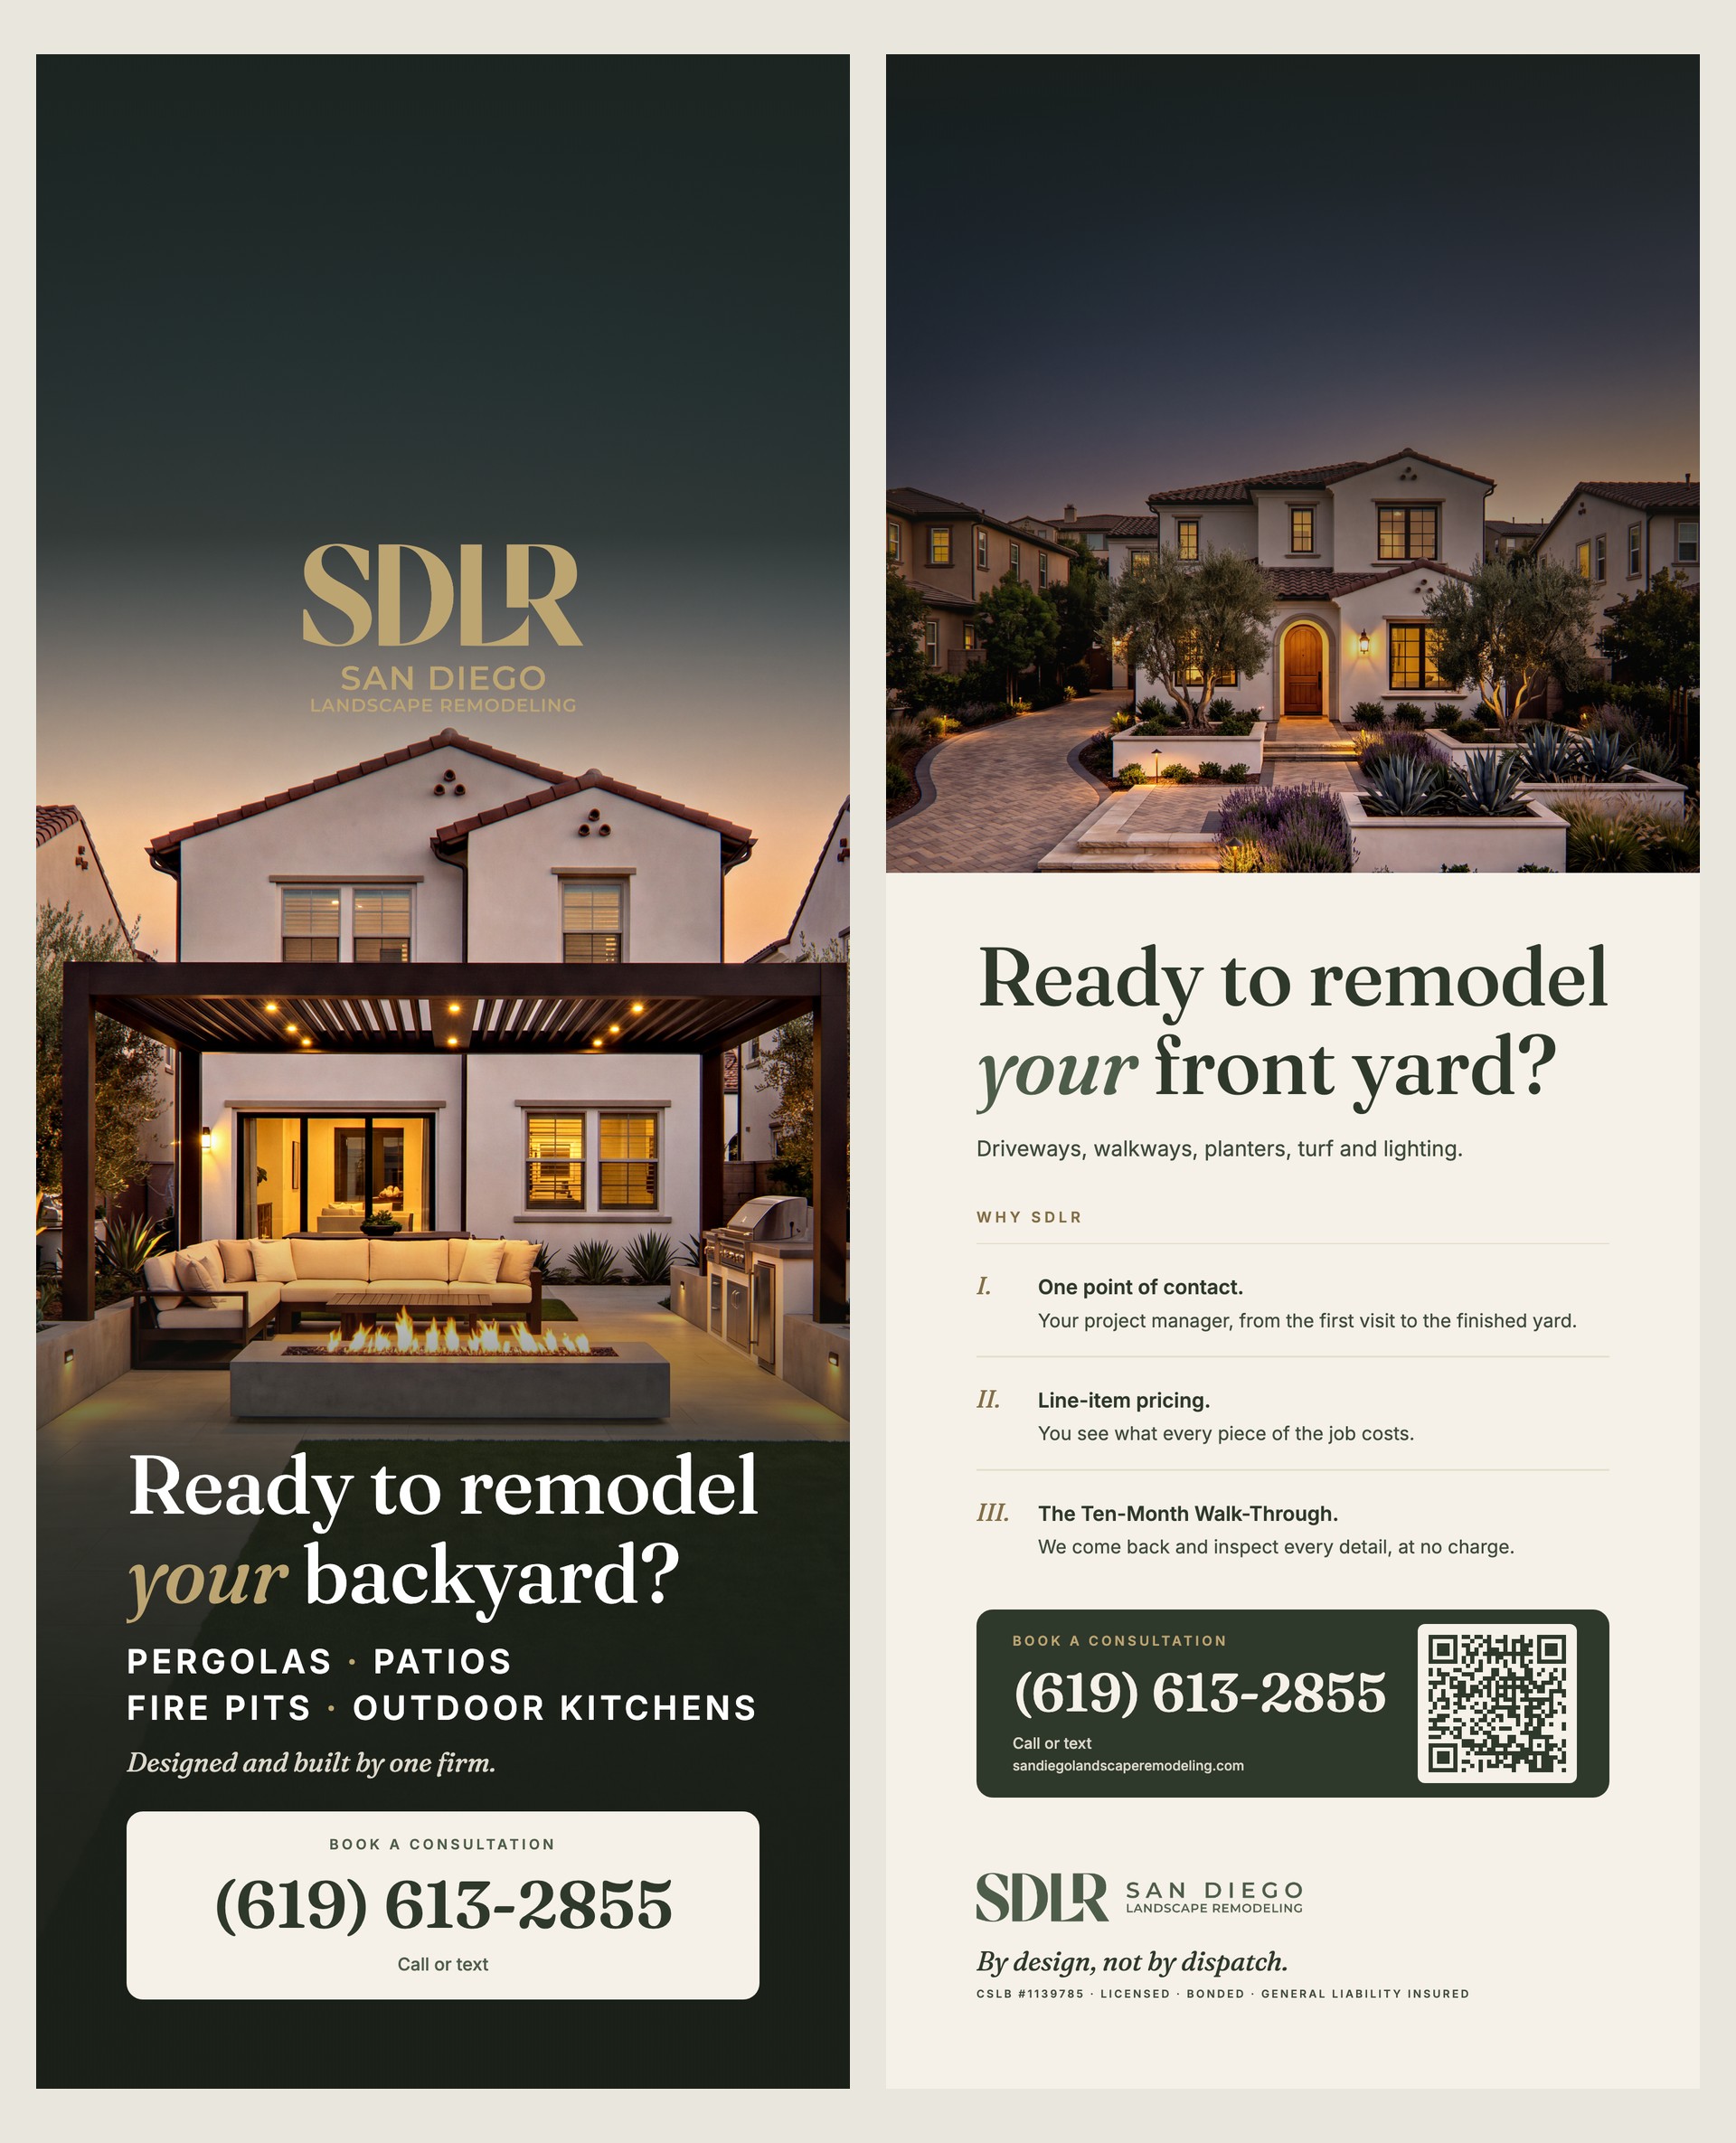 SDLR
SAN DIEGO
LANDSCAPE REMODELING
Ready to remodel
your backyard?
PERGOLAS · PATIOS
FIRE PITS · OUTDOOR KITCHENS
Designed and built by one firm.
BOOK A CONSULTATION
(619) 613-2855
Call or text
Ready to remodel
your front yard?
Driveways, walkways, planters, turf and lighting.
WHY SDLR
I. One point of contact.
Your project manager, from the first visit to the finished yard.
II. Line-item pricing.
You see what every piece of the job costs.
III. The Ten-Month Walk-Through.
We come back and inspect every detail, at no charge.
BOOK A CONSULTATION
(619) 613-2855
Call or text
sandiegolandscaperemodeling.com
SDLR SAN DIEGO
LANDSCAPE REMODELING
By design, not by dispatch.
CSLB #1139785 · LICENSED · BONDED · GENERAL LIABILITY INSURED